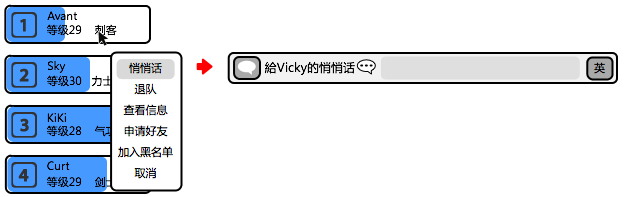 1
Avant
等级29 刺客
2
Sky
等级30 力士
3
KiKi
等级28 气
4
Curt
等级29 剑士
悄悄话
退队
查看信息
申请好友
加入黑名单
取消
給Vicky的悄悄话
英